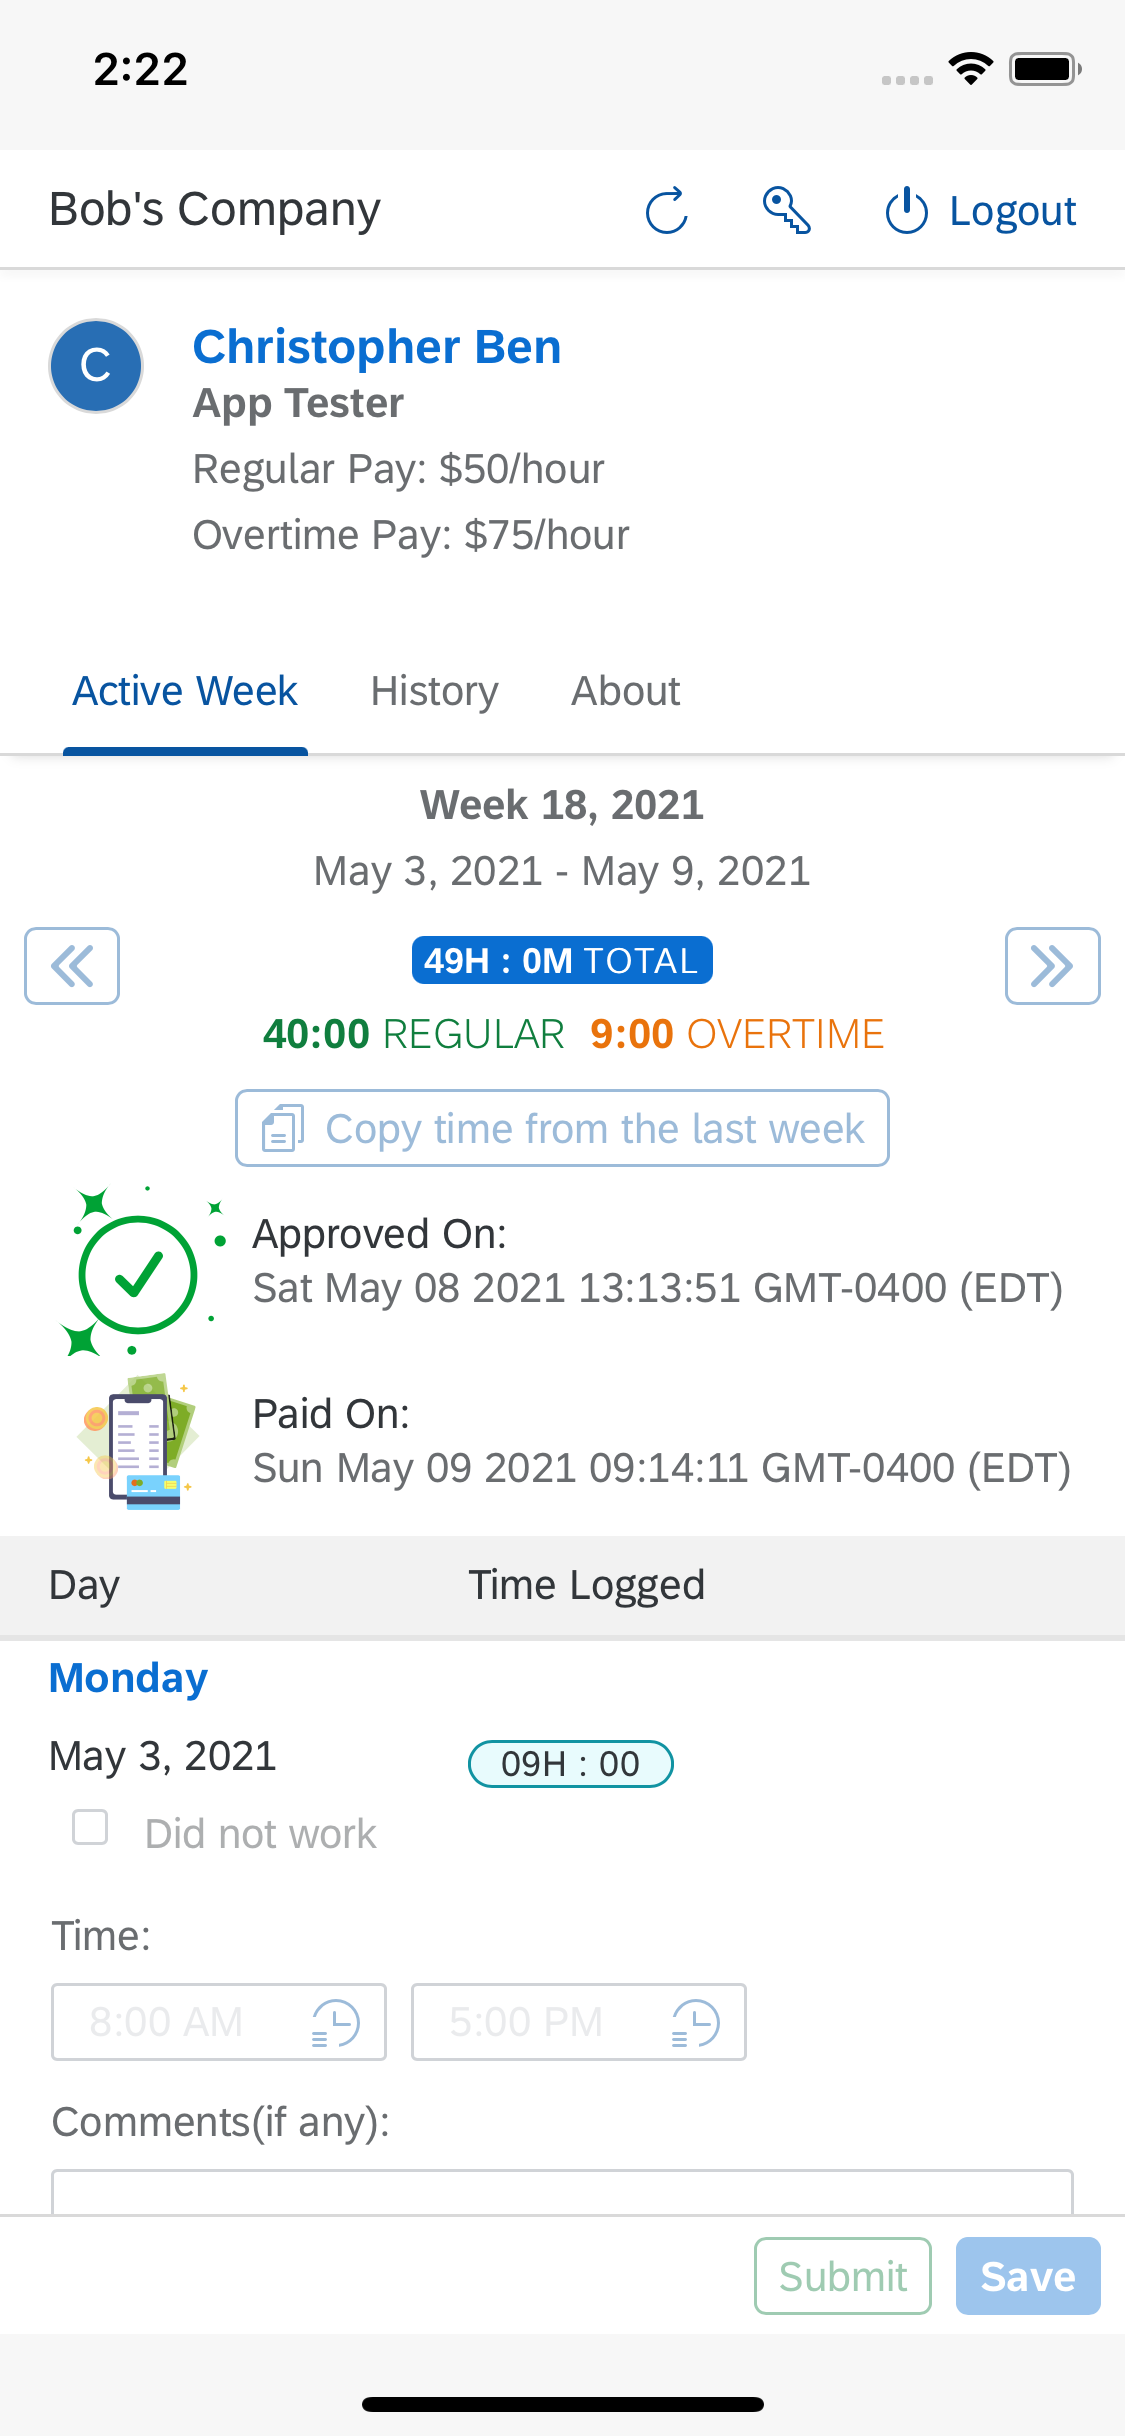 2:22
Bob's Company
Logout
C
Christopher Ben
App Tester
Regular Pay: $50/hour
Overtime Pay: $75/hour
Active Week History About
Week 18, 2021
May 3, 2021 - May 9, 2021
49H : 0M TOTAL
40:00 REGULAR 9:00 OVERTIME
Copy time from the last week
Approved On:
Sat May 08 2021 13:13:51 GMT-0400 (EDT)
Paid On:
Sun May 09 2021 09:14:11 GMT-0400 (EDT)
Day Time Logged
Monday
May 3, 2021 09H : 00
Did not work
Time:
8:00 AM 5:00 PM
Comments(if any):
Submit Save